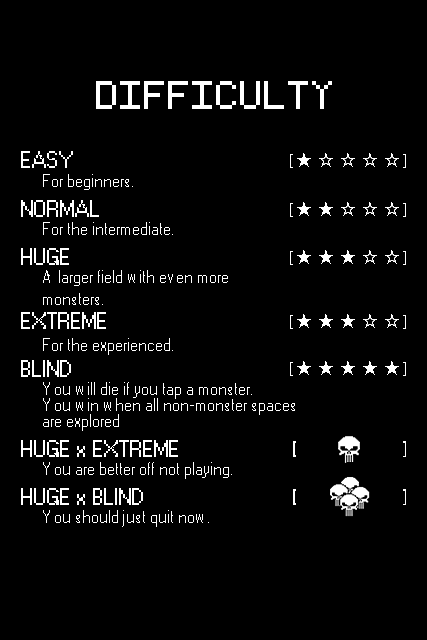 DIFFICULTY
EASY [★☆☆☆☆]
For beginners.
NORMAL [★★☆☆☆]
For the intermediate.
HUGE [★★★☆☆]
A larger field with even more
monsters.
EXTREME [★★★☆☆]
For the experienced.
BLIND [★★★★★]
You will die if you tap a monster.
You win when all non-monster spaces
are explored
HUGE x EXTREME [ ]
You are better off not playing.
HUGE x BLIND [ ]
You should just quit now.